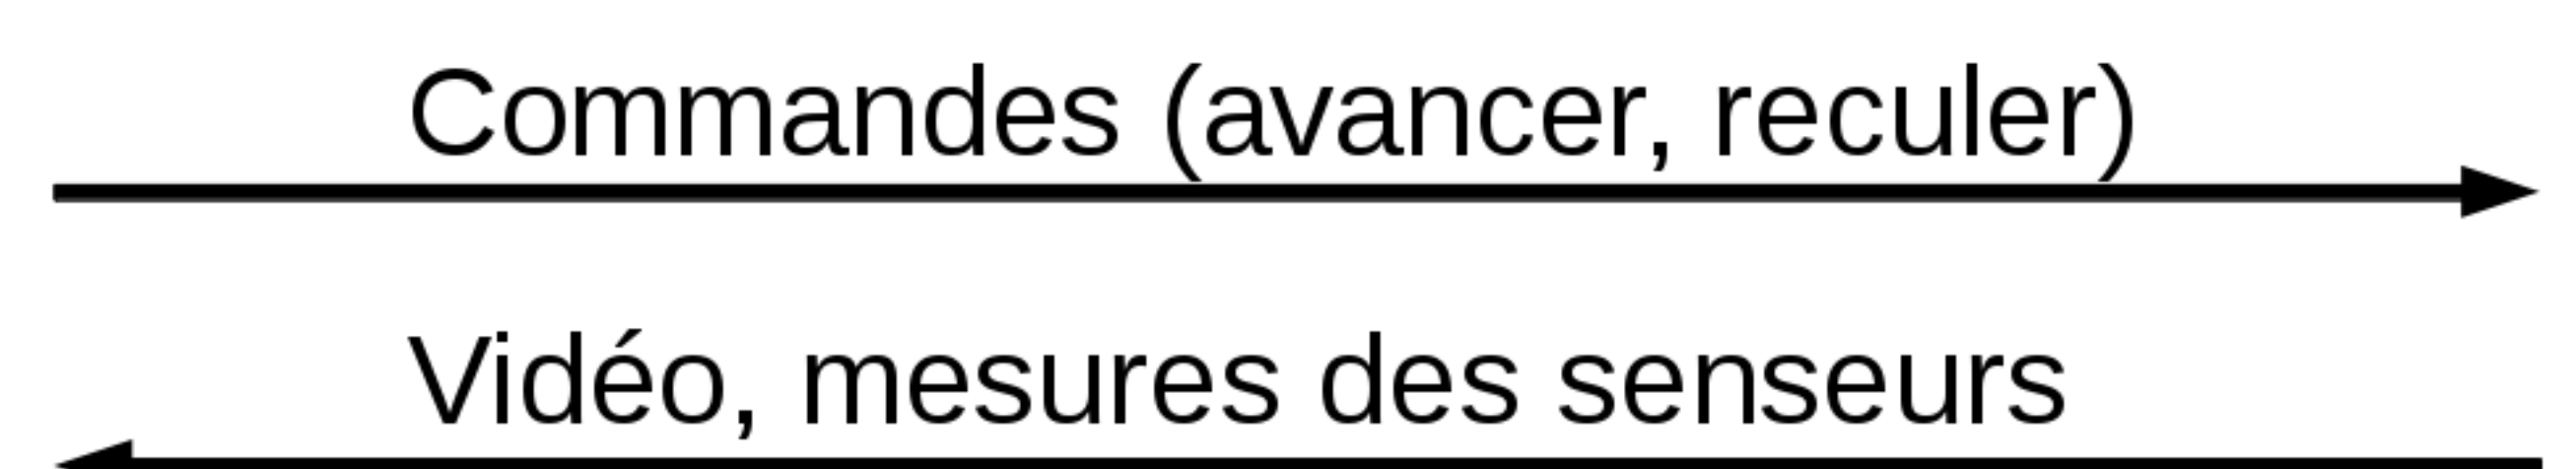 Commandes (avancer, reculer)
Vidéo, mesures des senseurs